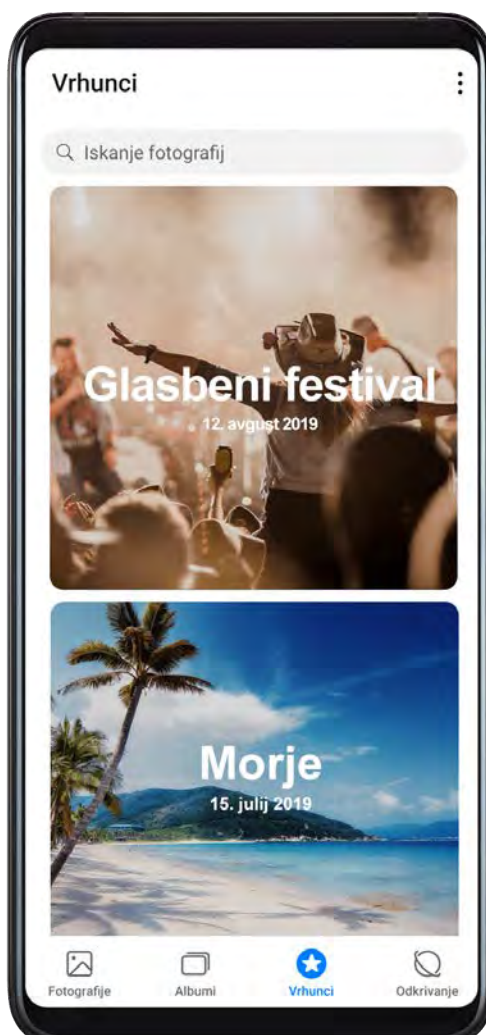 Vrhunci
Iskanje fotografij
Glasbeni festival
12. avgust 2019
Morje
15. julij 2019
Fotografije
Albumi
Vrhunci
Odkrivanje